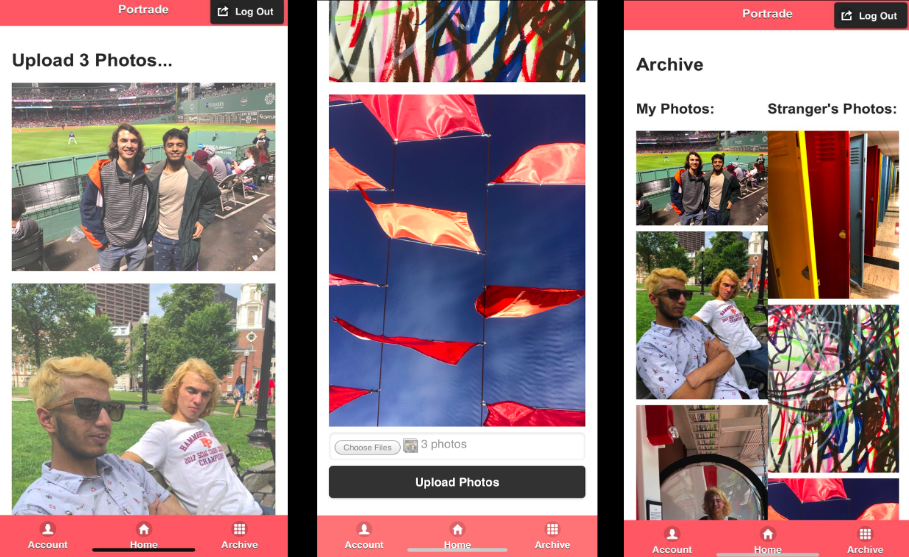 Portrade
Log Out
Upload 3 Photos...
Account
Home
Archive
Choose Files
3 photos
Upload Photos
Account
Home
Archive
Portrade
Log Out
Archive
My Photos:
Stranger's Photos:
Account
Home
Archive